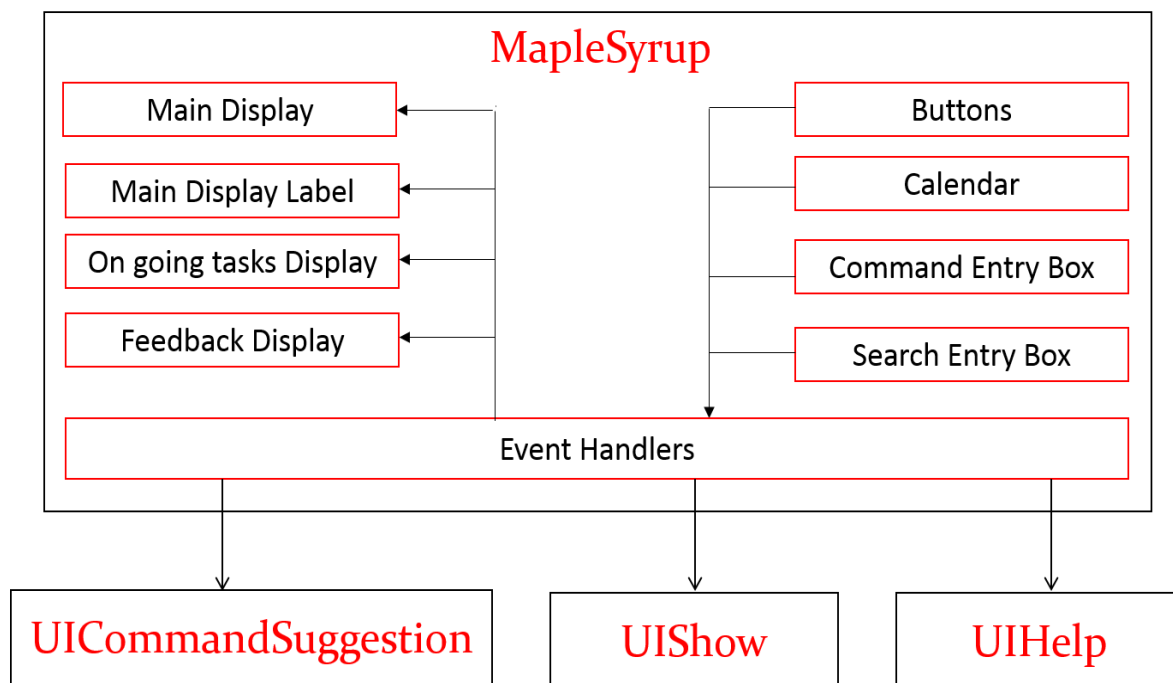 MapleSyrup
Main Display
Main Display Label
On going tasks Display
Feedback Display
Buttons
Calendar
Command Entry Box
Search Entry Box
Event Handlers
UICommandSuggestion
UIShow
UIHelp